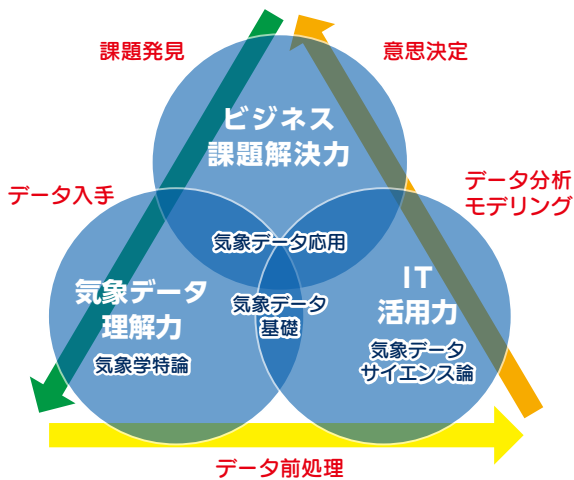 課題発見
意思決定
ビジネス
課題解決力
データ入手
データ分析
モデリング
気象データ応用
気象データ
理解力
気象学特論
気象データ
基礎
IT
活用力
気象データ
サイエンス論
データ前処理